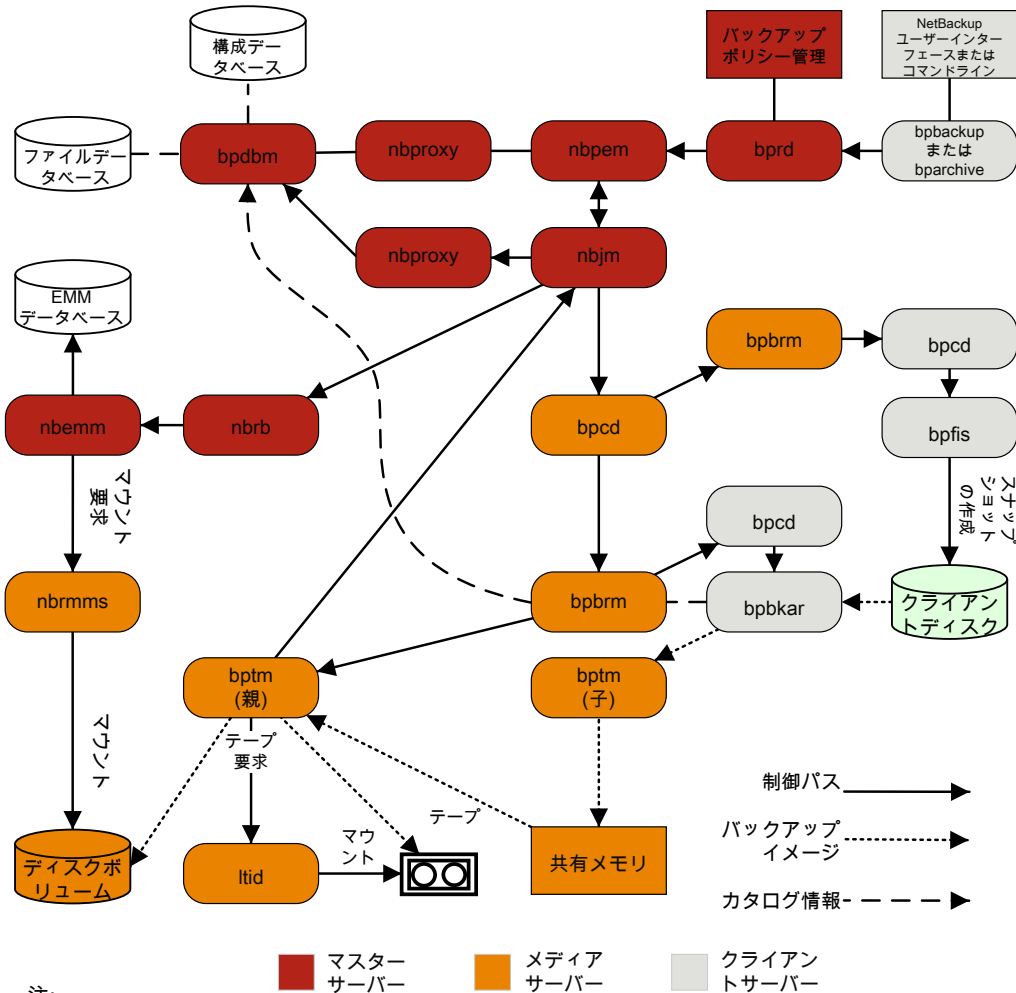 構成デー
タベース
バックアップ
ポリシー管理
NetBackup
ユーザーインター
フェースまたは
コマンドライン
ファイルデー
タベース
bpdbm
nbproxy
nbpem
bprd
bpbackup
または
bparchive
nbproxy
nbjm
EMM
データベース
bpbrm
bpcd
nbemm
nbrb
bpcd
bpfis
マウント
要求
スナップ
ショット
の作成
bpcd
nbrmms
bpbrm
bpbkar
クライアン
トディスク
bptm
(親)
bptm
(子)
マウント
テープ
要求
テープ
マウ
ント
ディスクボ
リューム
ltid
共有メモリ
制御パス
バックアップ
イメージ
カタログ情報
マスター
サーバー
メディア
サーバー
クライアン
トサーバー